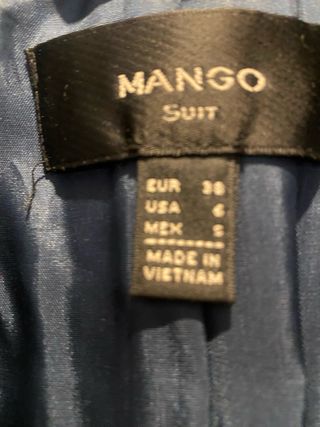 MANGO
SUIT
EUR 38
USA 6
MEX S
MADE IN
VIETNAM